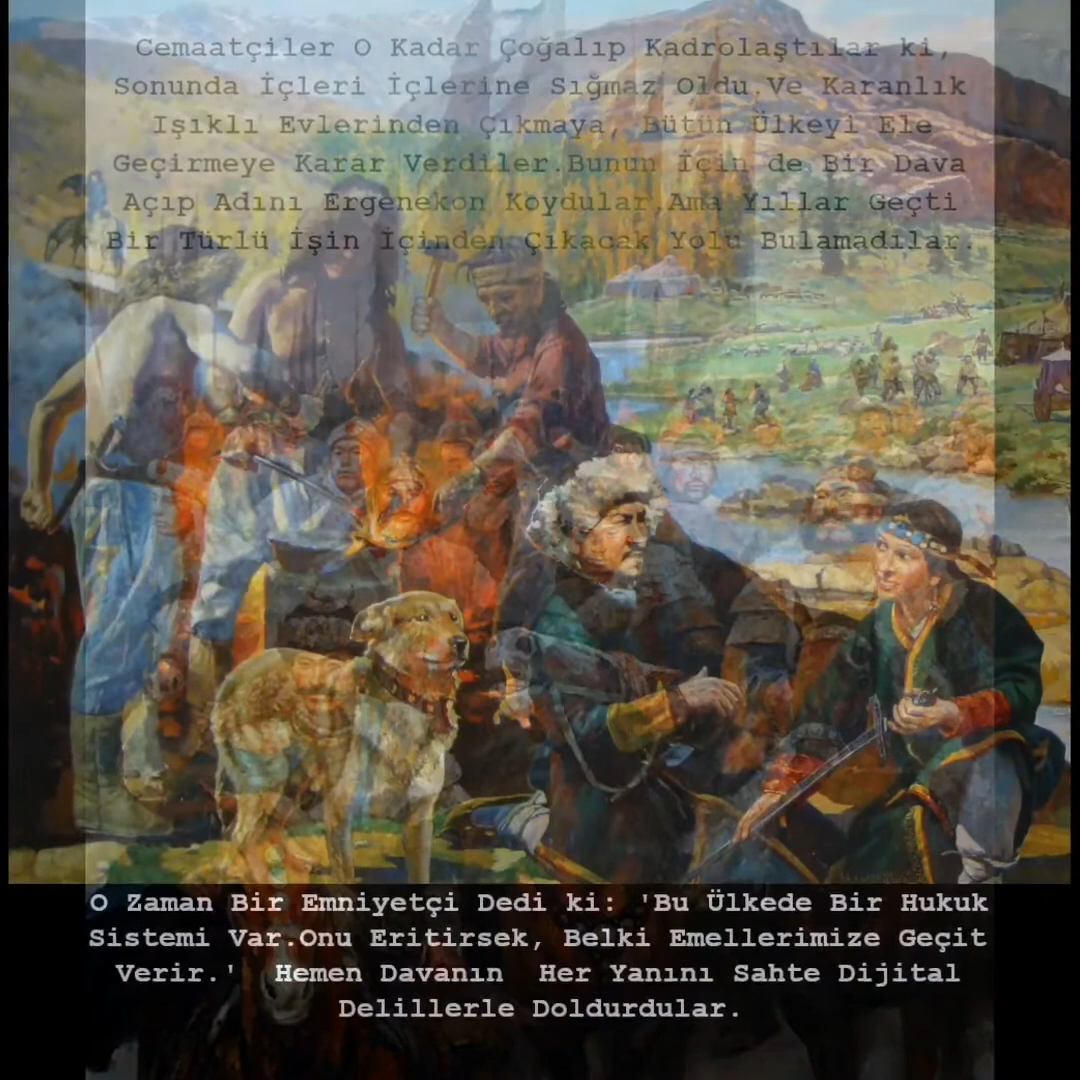 Cemaatçiler O Kadar Çoğalıp Kadrolaştılar ki,
Sonunda İçleri İçlerine Sığmaz Oldu.Ve Karanlık
Işıklı Evlerinden Çıkmaya, Bütün Ülkeyi Ele
Geçirmeye Karar Verdiler.Bunun İçin de Bir Dava
Açıp Adını Ergenekon Koydular.Ama Yıllar Geçti
Bir Türlü İşin İçinden Çıkacak Yolu Bulamadılar.
O Zaman Bir Emniyetçi Dedi ki: 'Bu Ülkede Bir Hukuk
Sistemi Var.Onu Eritirsek, Belki Emellerimize Geçit
Verir.' Hemen Davanın Her Yanını Sahte Dijital
Delillerle Doldurdular.